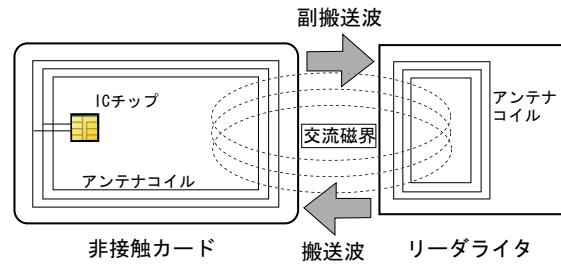 副搬送波
ICチップ
アンテナ
コイル
交流磁界
アンテナコイル
非接触カード
搬送波
リーダライタ